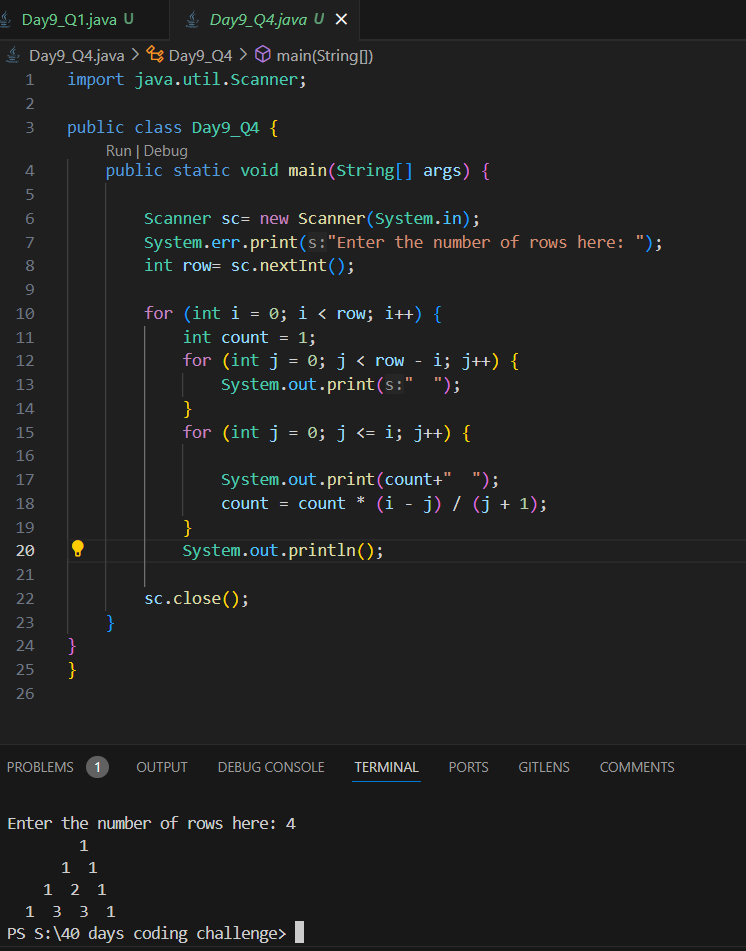 Day9_Q1.java U Day9_Q4.java U ✕
Day9_Q4.java > Day9_Q4 > main(String[])
1 import java.util.Scanner;
2
3 public class Day9_Q4 {
Run | Debug
4 public static void main(String[] args) {
5
6 Scanner sc= new Scanner(System.in);
7 System.err.print(s:"Enter the number of rows here: ");
8 int row= sc.nextInt();
9
10 for (int i = 0; i < row; i++) {
11 int count = 1;
12 for (int j = 0; j < row - i; j++) {
13 System.out.print(s:"  ");
14 }
15 for (int j = 0; j <= i; j++) {
16
17 System.out.print(count+"  ");
18 count = count * (i - j) / (j + 1);
19 }
20 System.out.println();
21
22 sc.close();
23 }
24 }
25 }
26
PROBLEMS 1 OUTPUT DEBUG CONSOLE TERMINAL PORTS GITLENS COMMENTS
Enter the number of rows here: 4
1
1 1
1 2 1
1 3 3 1
PS S:\40 days coding challenge>